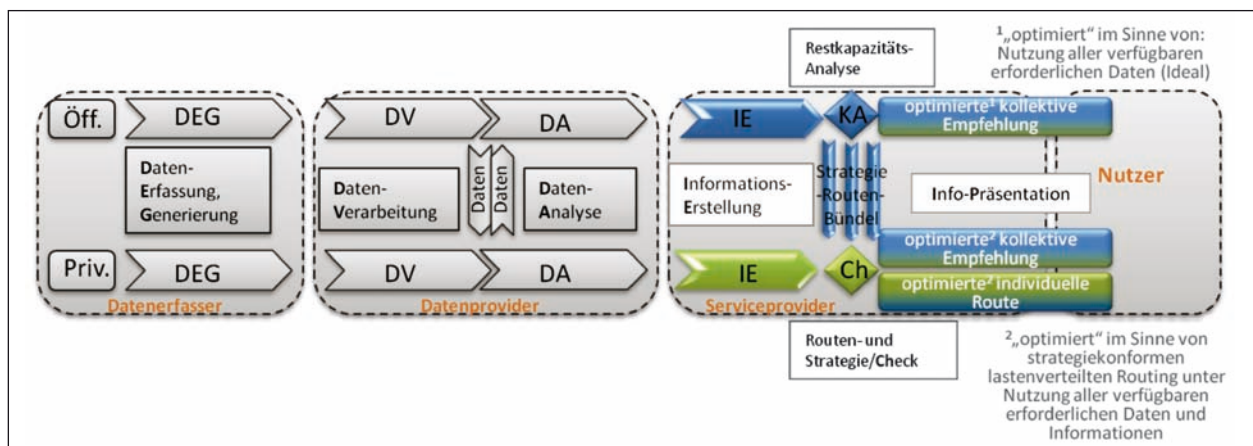 Restkapazitäts-
Analyse
¹„optimiert“ im Sinne von:
Nutzung aller verfügbaren
erforderlichen Daten (Ideal)
Öff.
DEG
DV
DA
IE
KA
optimierte¹ kollektive
Empfehlung
Daten-
Erfassung,
Generierung
Daten-
Verarbeitung
Daten
Daten
Daten-
Analyse
Informations-
Erstellung
Strategie
-Routen-
Bündel
Info-Präsentation
Nutzer
Priv.
DEG
DV
DA
IE
Ch
optimierte² kollektive
Empfehlung
optimierte² individuelle
Route
Datenerfasser
Datenprovider
Serviceprovider
Routen- und
Strategie/Check
²„optimiert“ im Sinne von
strategiekonformen
lastenverteilten Routing unter
Nutzung aller verfügbaren
erforderlichen Daten und
Informationen